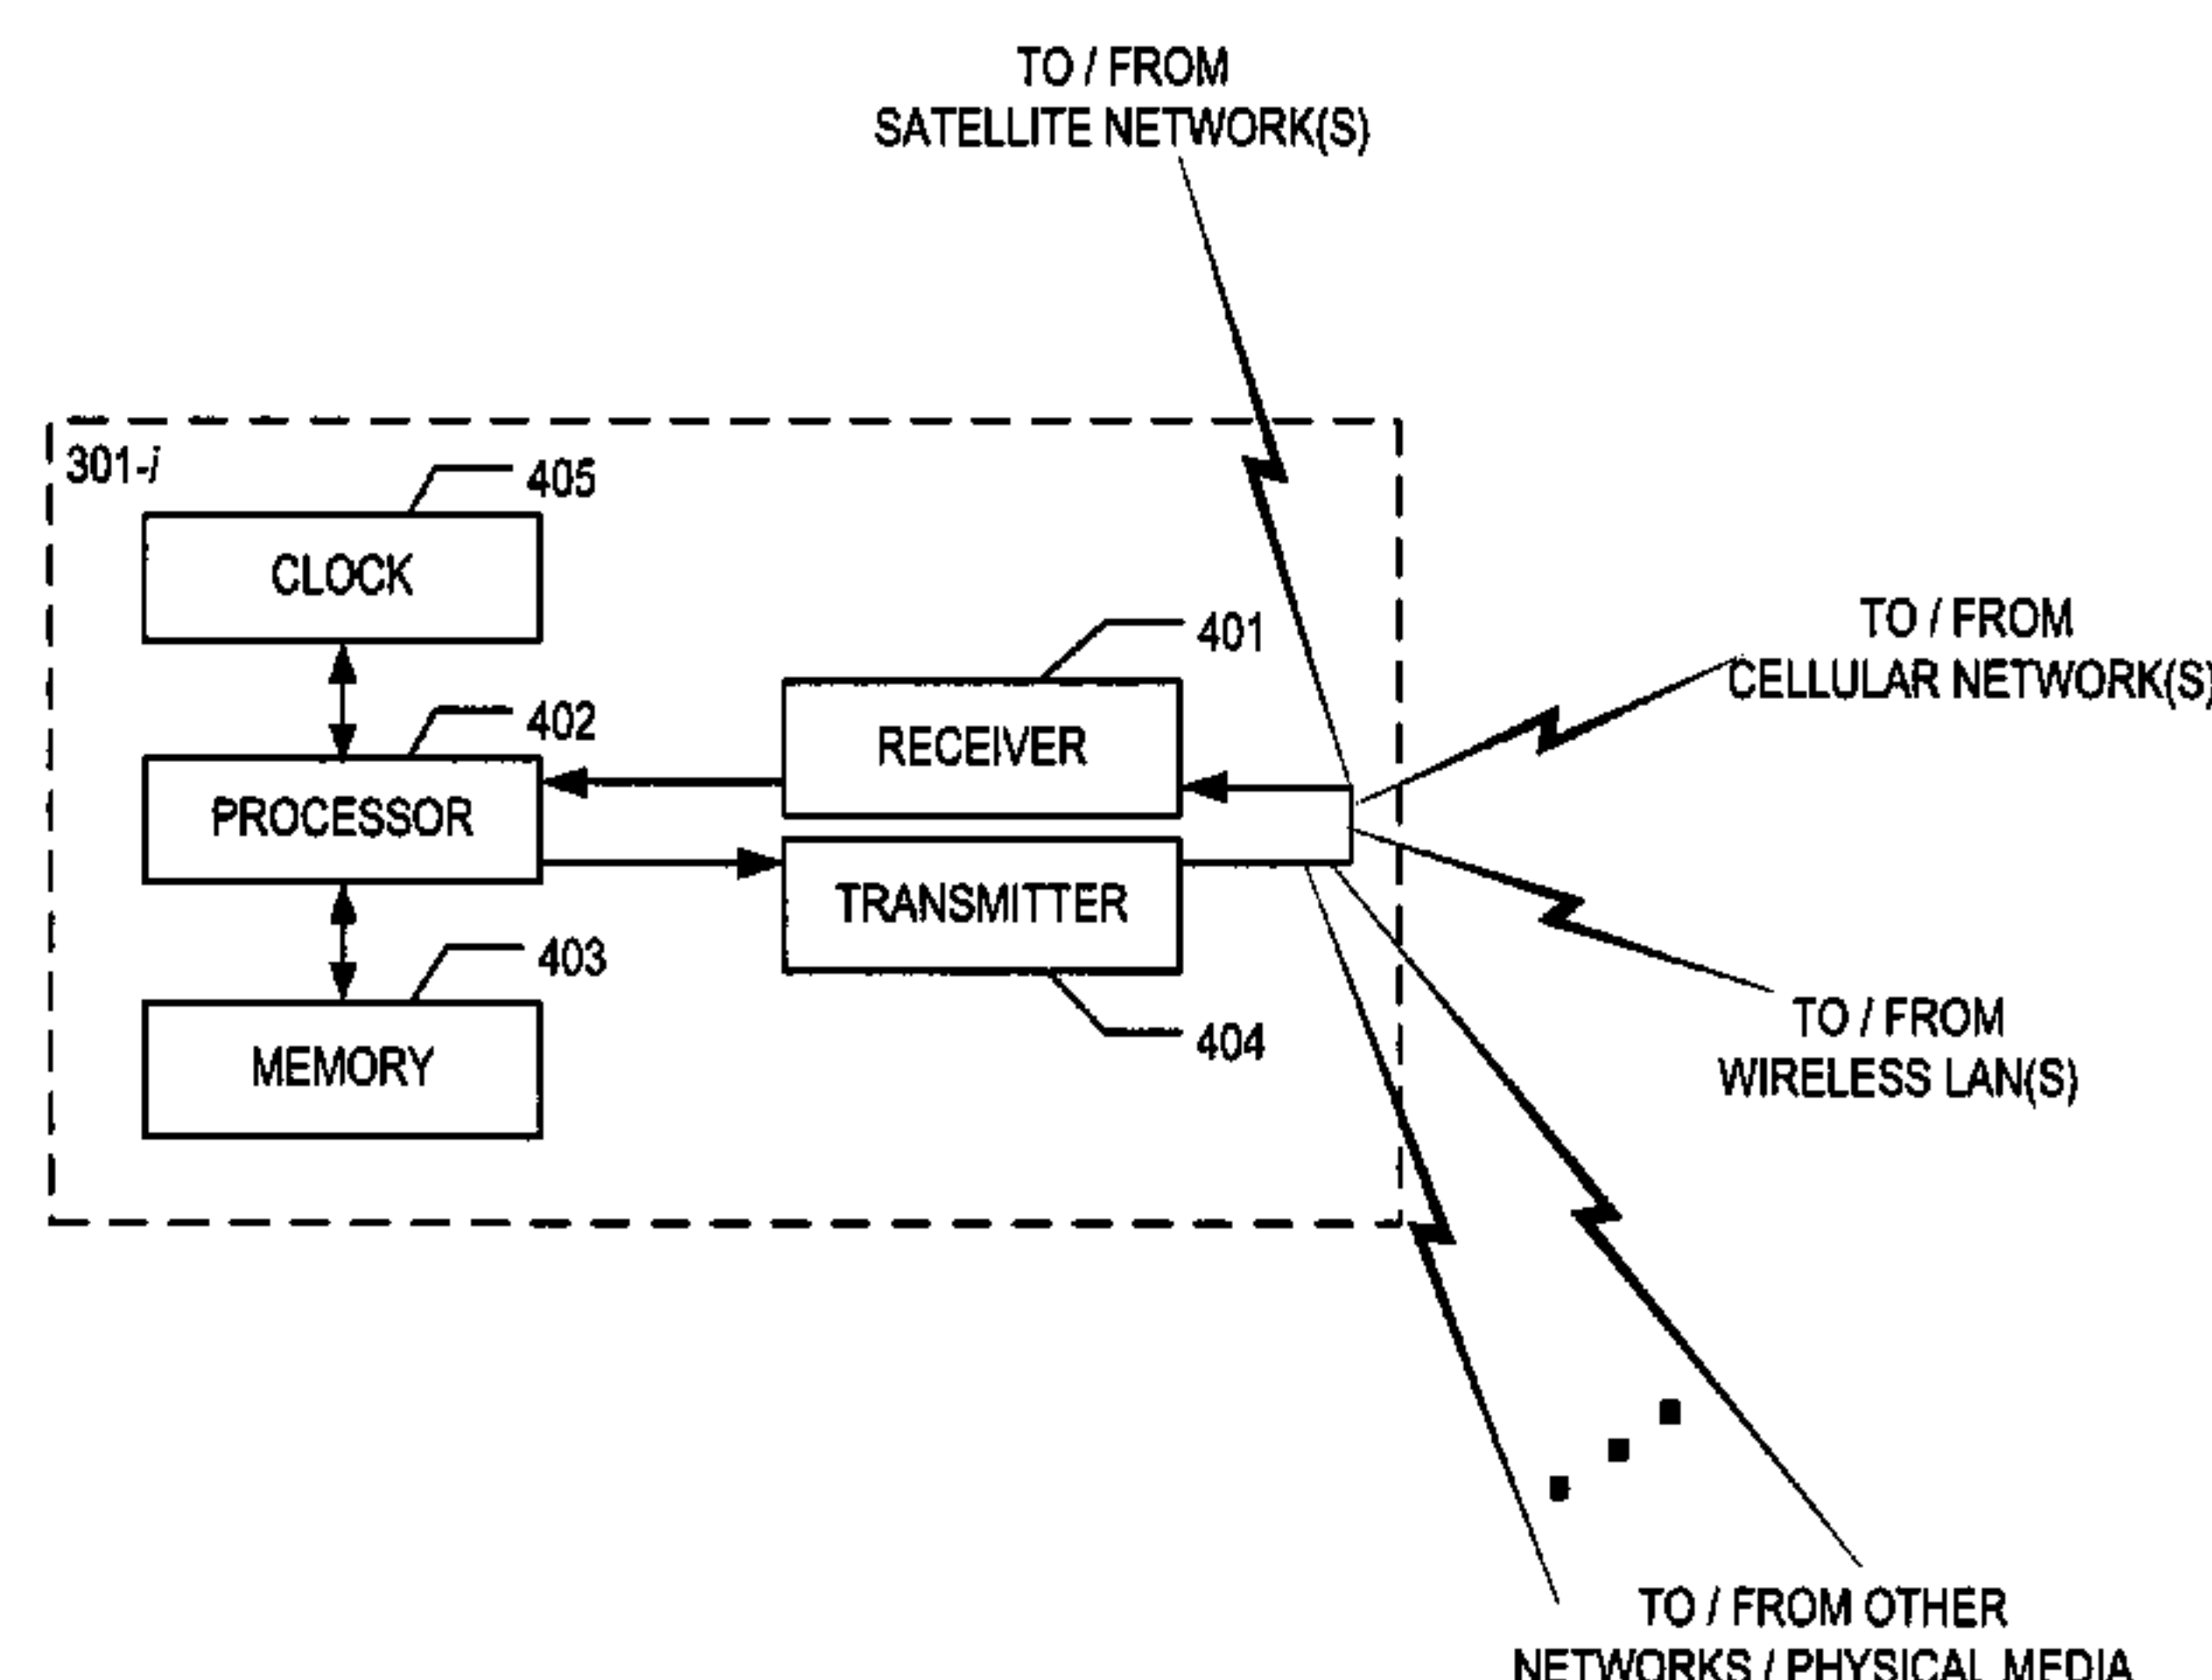 TO / FROM
SATELLITE NETWORK(S)
301-i
405
CLOCK
401
TO / FROM
CELLULAR NETWORK(S)
402
RECEIVER
PROCESSOR
TRANSMITTER
403
404
TO / FROM
WIRELESS LAN(S)
MEMORY
TO / FROM OTHER
NETWORKS / PHYSICAL MEDIA